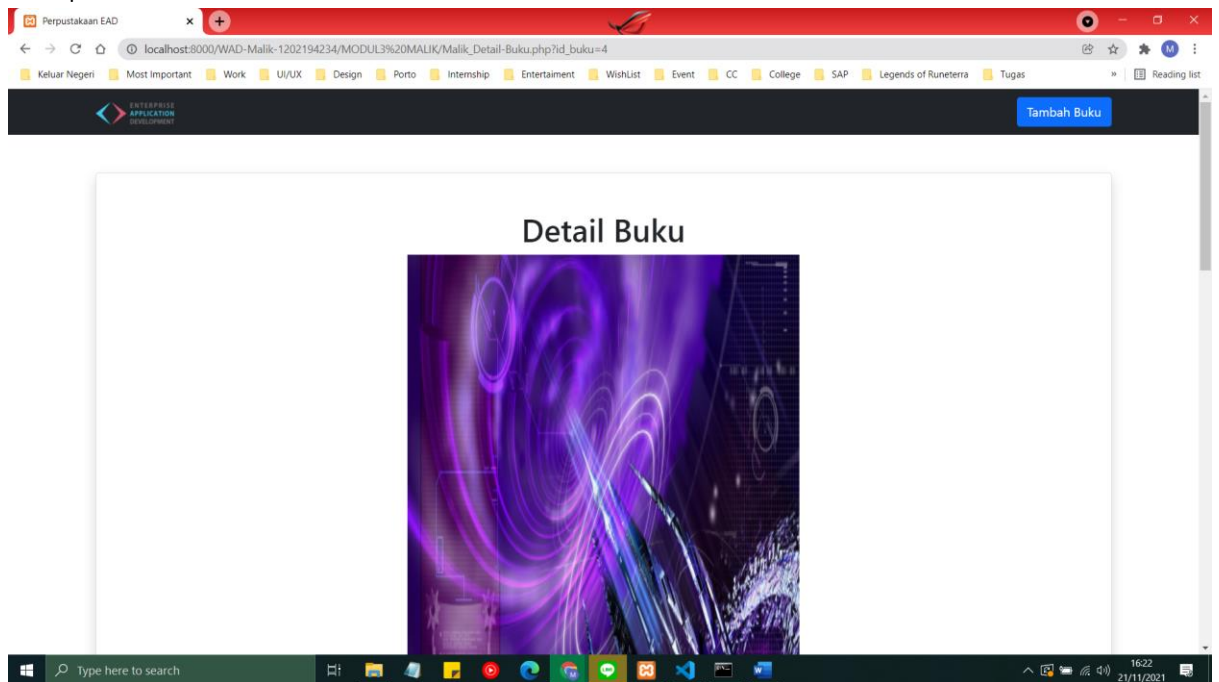 Perpustakaan EAD
localhost:8000/WAD-Malik-1202194234/MODUL3%20MALIK/Malik_Detail-Buku.php?id_buku=4
M
Keluar Negeri Most Important Work UI/UX Design Porto Internship Entertaiment WishList Event CC College SAP Legends of Runeterra Tugas » Reading list
ENTERPRISE
APPLICATION
DEVELOPMENT
Tambah Buku
Detail Buku
Type here to search
16:22
21/11/2021